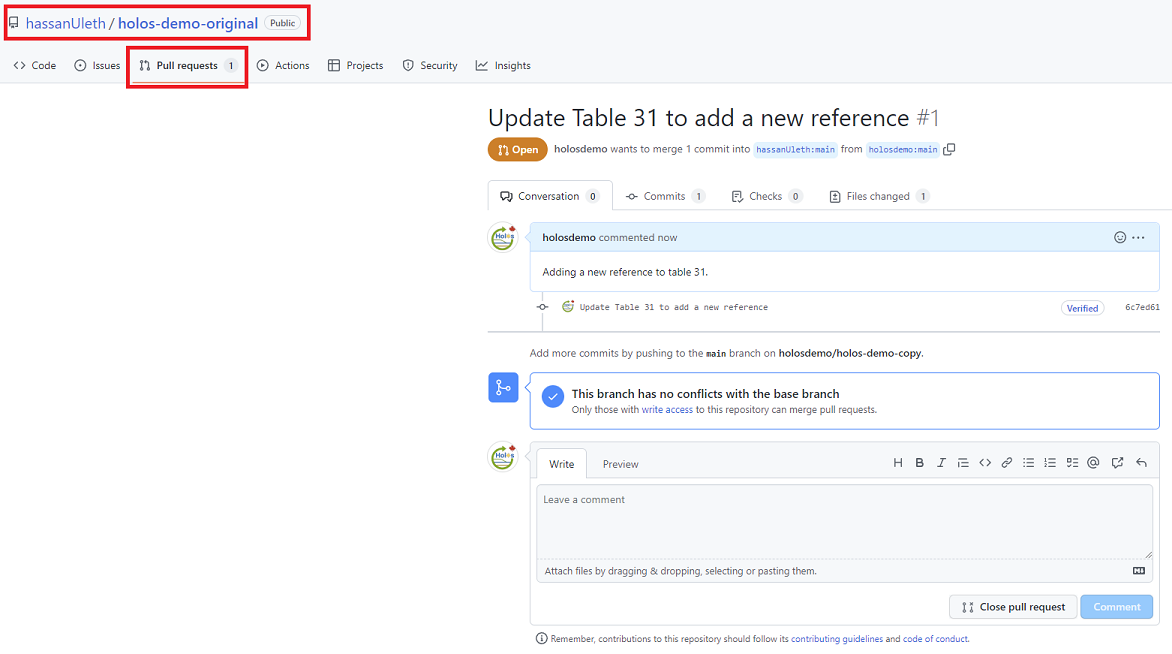 hassanUleth / holos-demo-original Public
Code Issues Pull requests 1 Actions Projects Security Insights
Update Table 31 to add a new reference #1
Open holosdemo wants to merge 1 commit into hassanUleth:main from holosdemo:main
Conversation 0 Commits 1 Checks 0 Files changed 1
Holos
holosdemo commented now
Adding a new reference to table 31.
Update Table 31 to add a new reference Verified 6c7ed61
Add more commits by pushing to the main branch on holosdemo/holos-demo-copy.
This branch has no conflicts with the base branch
Only those with write access to this repository can merge pull requests.
Holos
Write Preview
Leave a comment
Attach files by dragging & dropping, selecting or pasting them.
Close pull request Comment
Remember, contributions to this repository should follow its contributing guidelines and code of conduct.